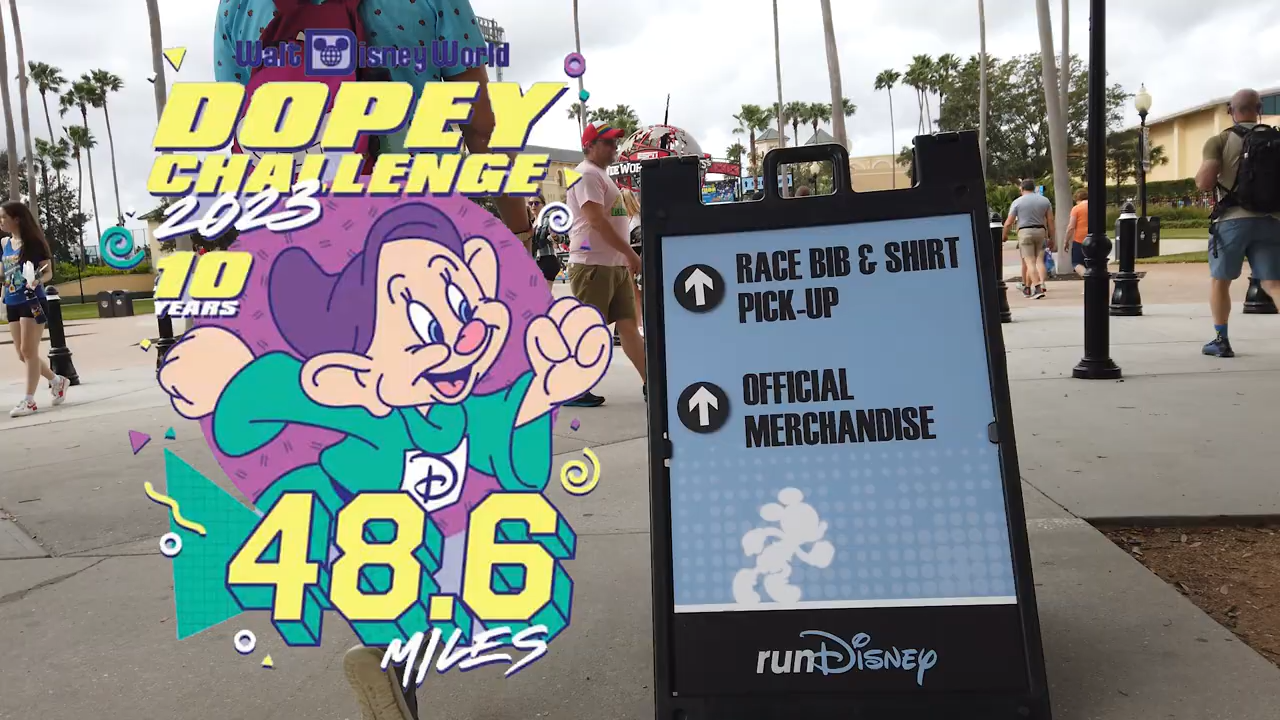 Walt Disney World
DOPEY
CHALLENGE
2023
10
YEARS
D
48.6
MILES
RACE BIB & SHIRT
PICK-UP
OFFICIAL
MERCHANDISE
runDisney
ESPN